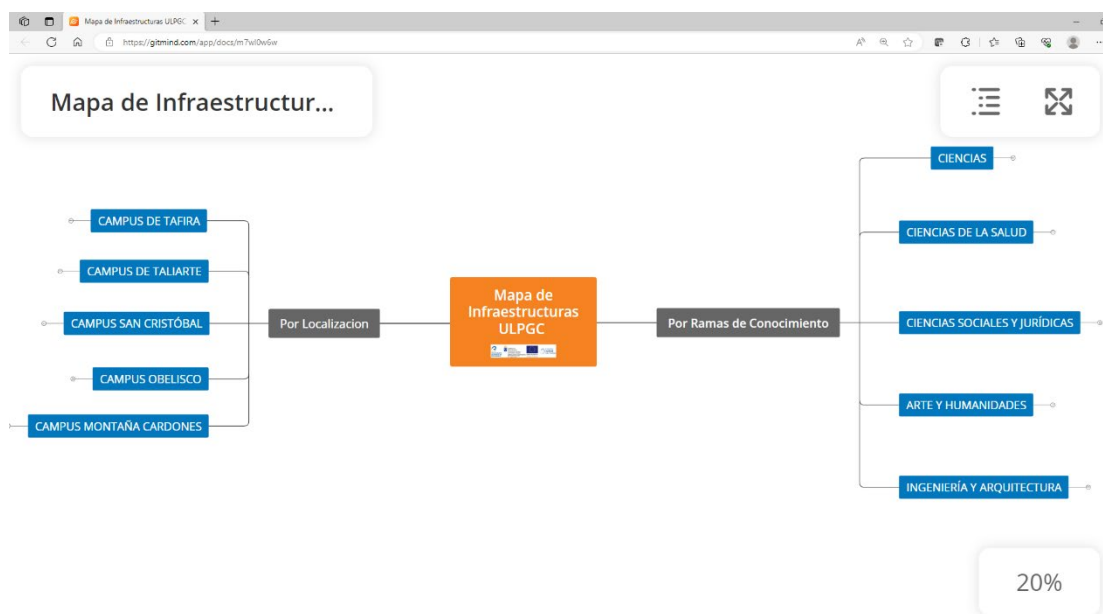 Mapa de Infraestructuras ULPGC
https://gitmind.com/app/docs/m7wl0w6w
Mapa de Infraestructur...
CAMPUS DE TAFIRA
CAMPUS DE TALIARTE
CAMPUS SAN CRISTÓBAL
CAMPUS OBELISCO
CAMPUS MONTAÑA CARDONES
Por Localizacion
Mapa de
Infraestructuras
ULPGC
Por Ramas de Conocimiento
CIENCIAS
CIENCIAS DE LA SALUD
CIENCIAS SOCIALES Y JURÍDICAS
ARTE Y HUMANIDADES
INGENIERÍA Y ARQUITECTURA
20%